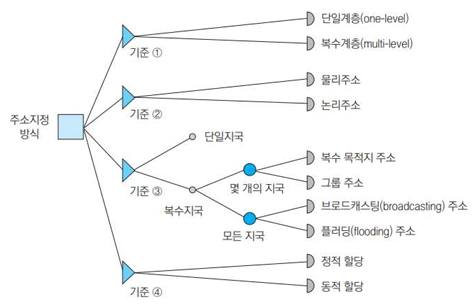 단일계층(one-level)
복수계층(multi-level)
기준 ①
물리주소
논리주소
기준 ②
주소지정
방식
단일지국
기준 ③
복수지국
몇 개의 지국
복수 목적지 주소
그룹 주소
모든 지국
브로드캐스팅(broadcasting) 주소
플러딩(flooding) 주소
정적 할당
동적 할당
기준 ④